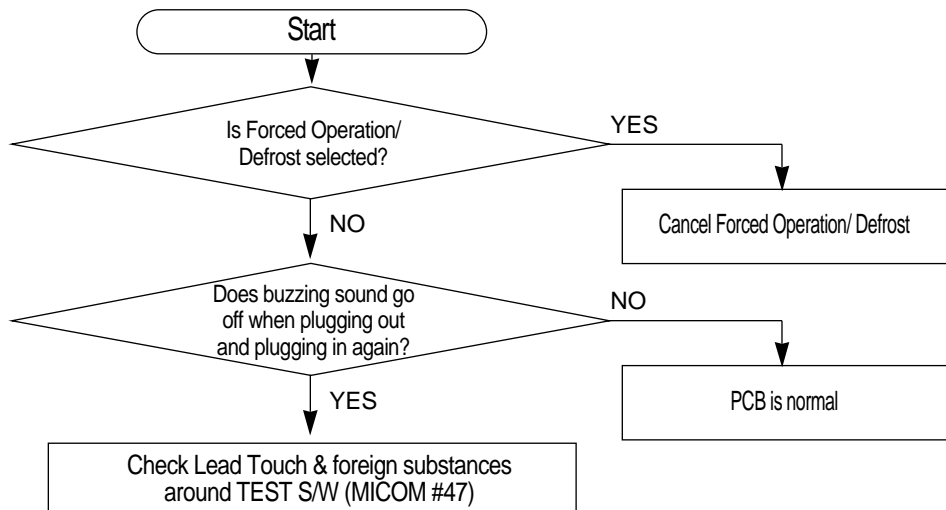 Start
Is Forced Operation/
Defrost selected?
YES
Cancel Forced Operation/ Defrost
NO
Does buzzing sound go
off when plugging out
and plugging in again?
NO
PCB is normal
YES
Check Lead Touch & foreign substances
around TEST S/W (MICOM #47)